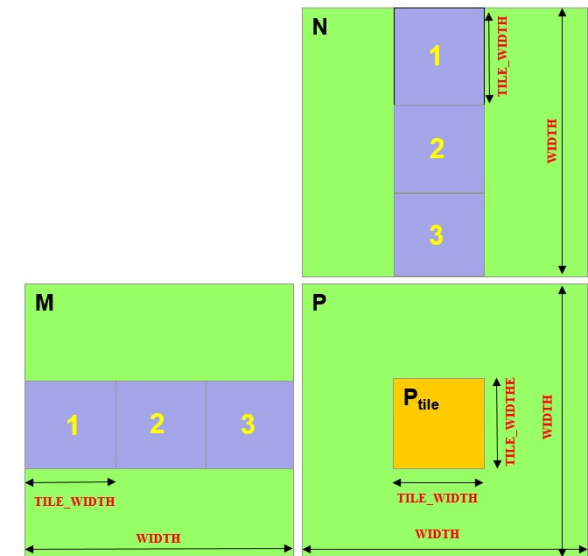 N
1
TILE_WIDTH
2
WIDTH
3
M
1
2
3
TILE_WIDTH
WIDTH
P
Ptile
TILE_WIDTHE
WIDTH
TILE_WIDTH
WIDTH